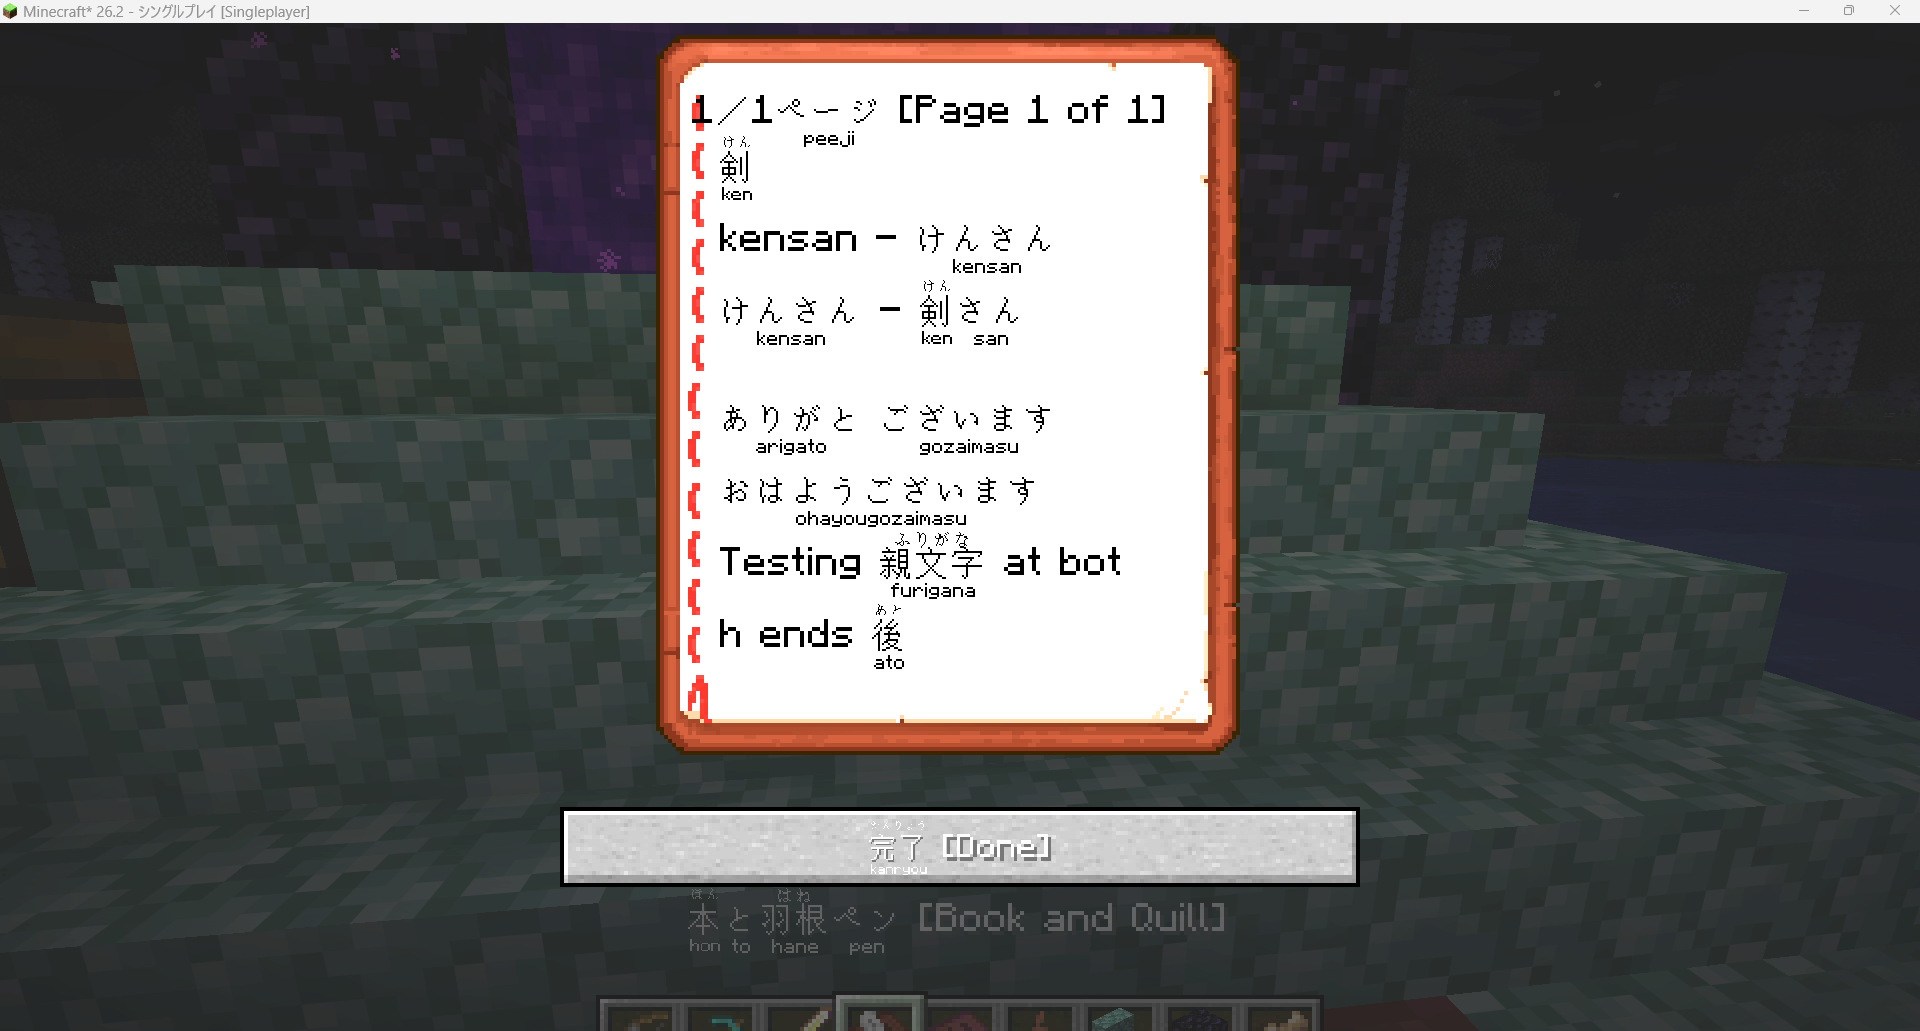 Minecraft* 26.2 - シングルプレイ [Singleplayer]
1／1ページ [Page 1 of 1]
peeji
けん
剣
ken
kensan - けんさん
kensan
けん
けんさん - 剣さん
kensan ken san
ありがと ございます
arigato gozaimasu
おはようございます
ohayougozaimasu
ふりがな
Testing 親文字 at bot
furigana
あと
h ends 後
ato
かんりょう
完了 [Done]
kanryou
ほん はね
本と羽根ペン [Book and Quill]
hon to hane pen